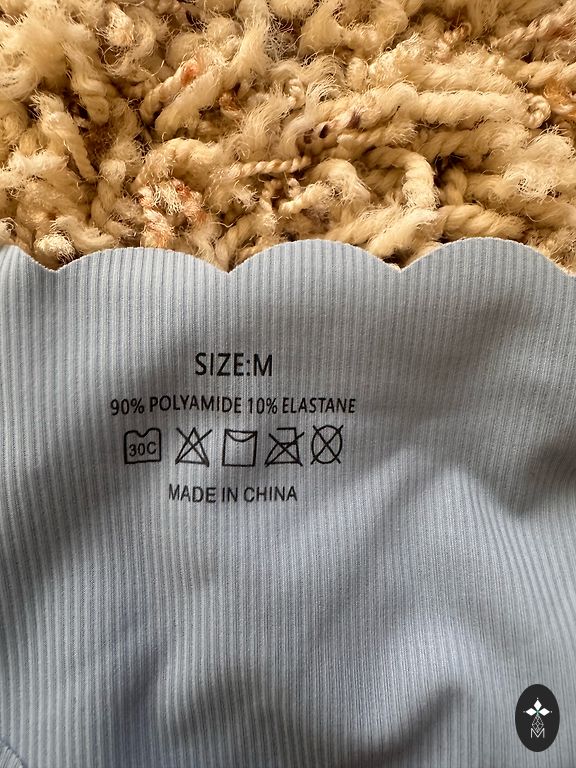 SIZE:M
90% POLYAMIDE 10% ELASTANE
30C
MADE IN CHINA
M